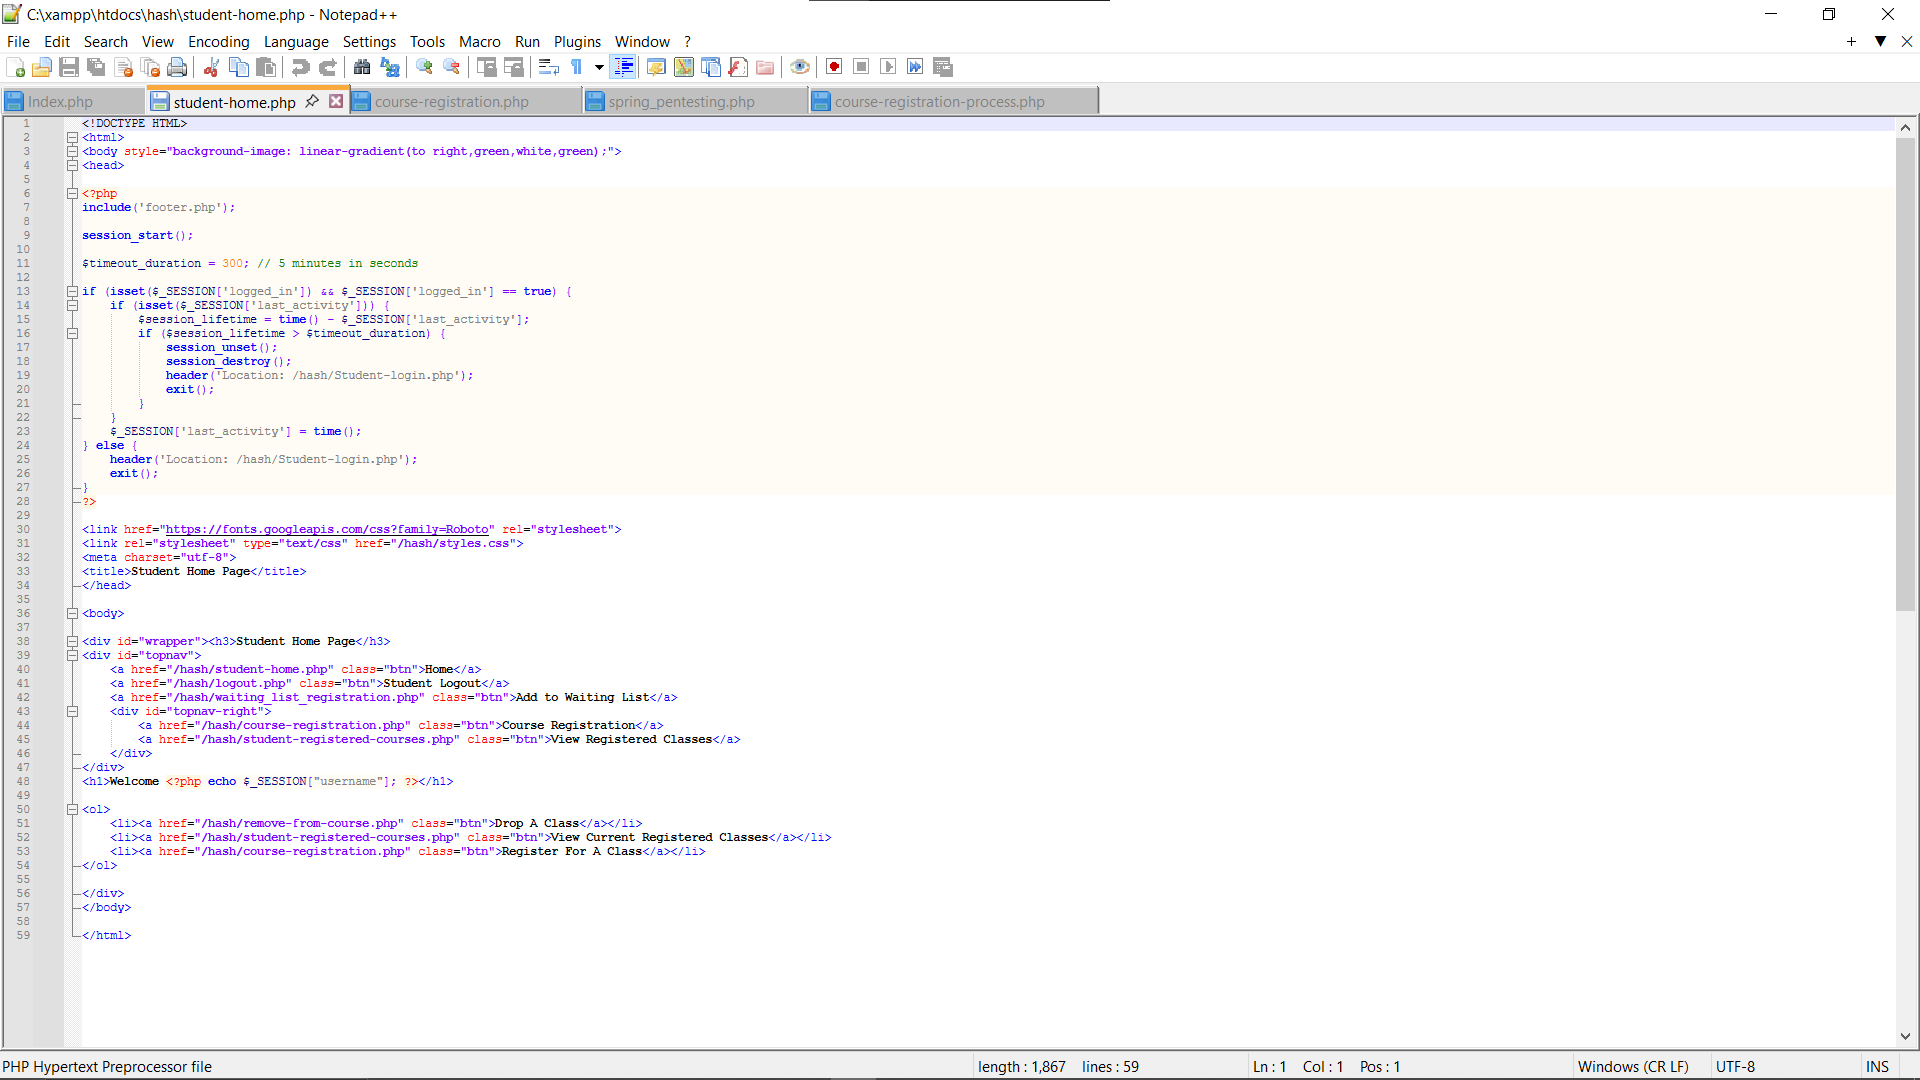 C:\xampp\htdocs\hash\student-home.php - Notepad++
File Edit Search View Encoding Language Settings Tools Macro Run Plugins Window ?
Index.php student-home.php course-registration.php spring_pentesting.php course-registration-process.php
1 <!DOCTYPE HTML>
2 <html>
3 <body style="background-image: linear-gradient(to right,green,white,green);">
4 <head>
5
6 <?php
7 include('footer.php');
8
9 session_start();
10
11 $timeout_duration = 300; // 5 minutes in seconds
12
13 if (isset($_SESSION['logged_in']) && $_SESSION['logged_in'] == true) {
14 if (isset($_SESSION['last_activity'])) {
15 $session_lifetime = time() - $_SESSION['last_activity'];
16 if ($session_lifetime > $timeout_duration) {
17 session_unset();
18 session_destroy();
19 header('Location: /hash/Student-login.php');
20 exit();
21 }
22 }
23 $_SESSION['last_activity'] = time();
24 } else {
25 header('Location: /hash/Student-login.php');
26 exit();
27 }
28 ?>
29
30 <link href="https://fonts.googleapis.com/css?family=Roboto" rel="stylesheet">
31 <link rel="stylesheet" type="text/css" href="/hash/styles.css">
32 <meta charset="utf-8">
33 <title>Student Home Page</title>
34 </head>
35
36 <body>
37
38 <div id="wrapper"><h3>Student Home Page</h3>
39 <div id="topnav">
40 <a href="/hash/student-home.php" class="btn">Home</a>
41 <a href="/hash/logout.php" class="btn">Student Logout</a>
42 <a href="/hash/waiting_list_registration.php" class="btn">Add to Waiting List</a>
43 <div id="topnav-right">
44 <a href="/hash/course-registration.php" class="btn">Course Registration</a>
45 <a href="/hash/student-registered-courses.php" class="btn">View Registered Classes</a>
46 </div>
47 </div>
48 <h1>Welcome <?php echo $_SESSION["username"]; ?></h1>
49
50 <ol>
51 <li><a href="/hash/remove-from-course.php" class="btn">Drop A Class</a></li>
52 <li><a href="/hash/student-registered-courses.php" class="btn">View Current Registered Classes</a></li>
53 <li><a href="/hash/course-registration.php" class="btn">Register For A Class</a></li>
54 </ol>
55
56 </div>
57 </body>
58
59 </html>
PHP Hypertext Preprocessor file length : 1,867 lines : 59 Ln : 1 Col : 1 Pos : 1 Windows (CR LF) UTF-8 INS